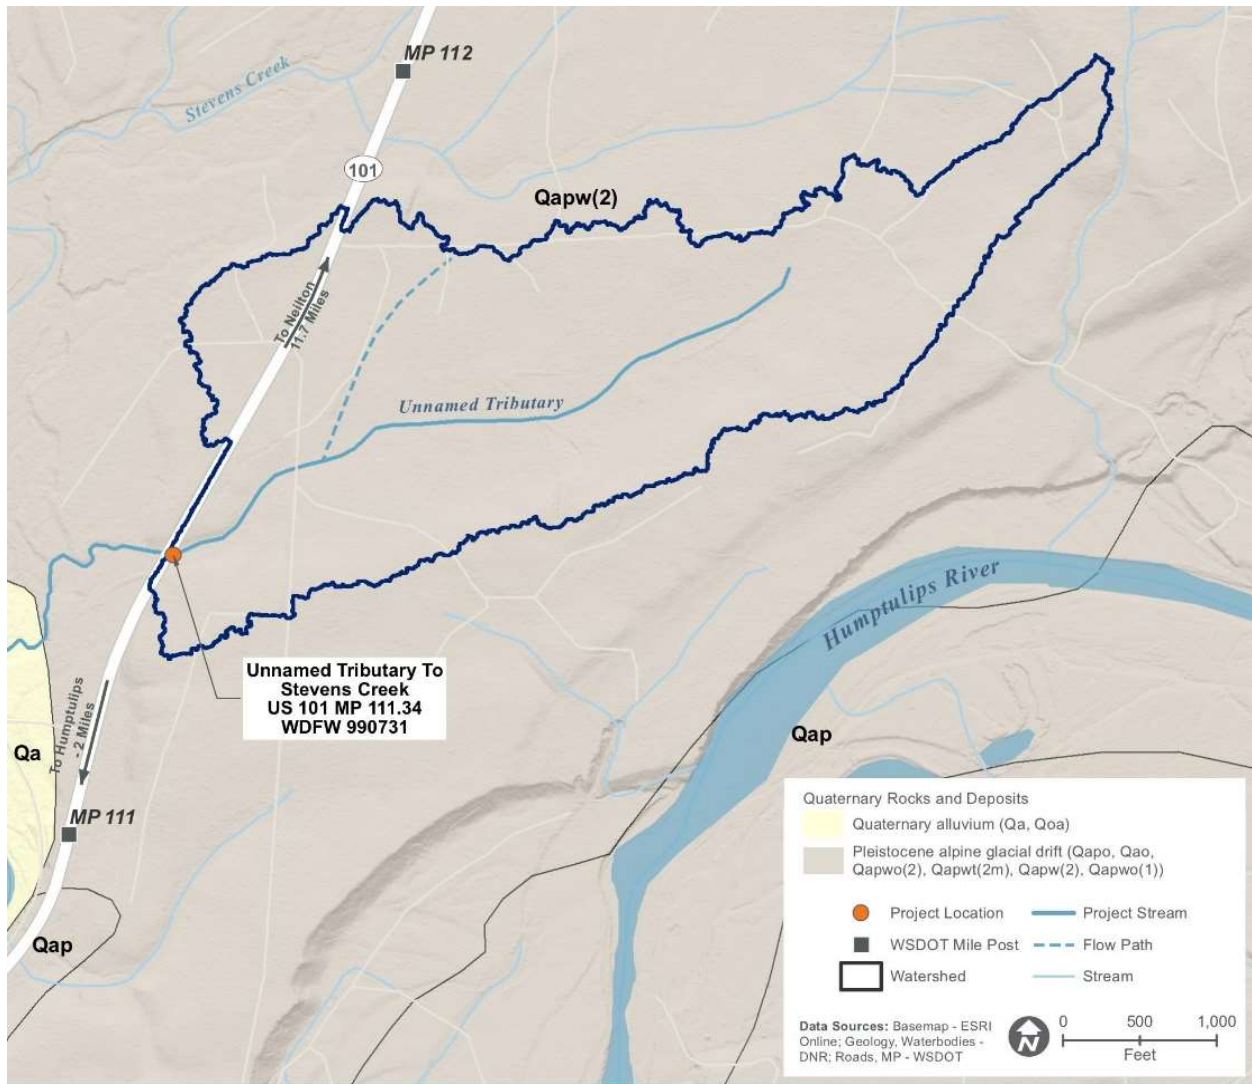 MP 112
Stevens Creek
101
Qapw(2)
To Neilton
11.7 Miles
Unnamed Tributary
Humptulips River
Unnamed Tributary To
Stevens Creek
US 101 MP 111.34
WDFW 990731
To Humptulips
- 2 Miles
Qa
Qap
MP 111
Qap
Quaternary Rocks and Deposits
Quaternary alluvium (Qa, Qoa)
Pleistocene alpine glacial drift (Qapo, Qao,
Qapwo(2), Qapwt(2m), Qapw(2), Qapwo(1))
Project Location
Project Stream
WSDOT Mile Post
Flow Path
Watershed
Stream
Data Sources: Basemap - ESRI
Online; Geology, Waterbodies -
DNR; Roads, MP - WSDOT
N
0 500 1,000
Feet